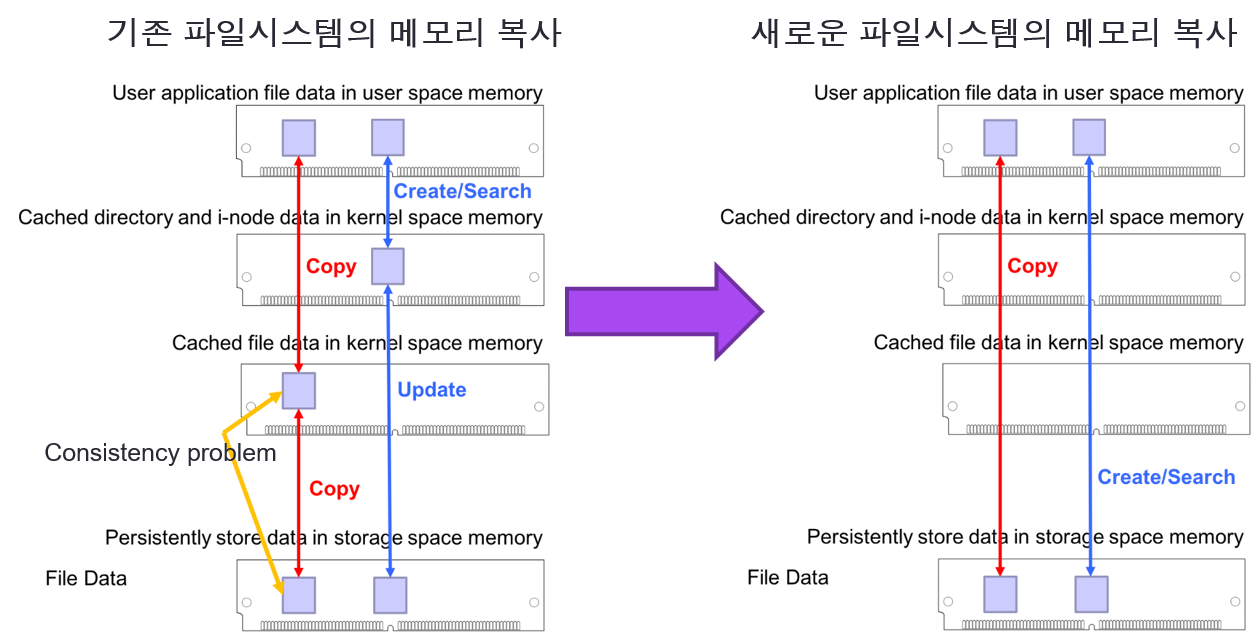 기존 파일시스템의 메모리 복사
User application file data in user space memory
Create/Search
Cached directory and i-node data in kernel space memory
Copy
Cached file data in kernel space memory
Update
Consistency problem
Copy
Persistently store data in storage space memory
File Data
새로운 파일시스템의 메모리 복사
User application file data in user space memory
Cached directory and i-node data in kernel space memory
Copy
Cached file data in kernel space memory
Create/Search
Persistently store data in storage space memory
File Data